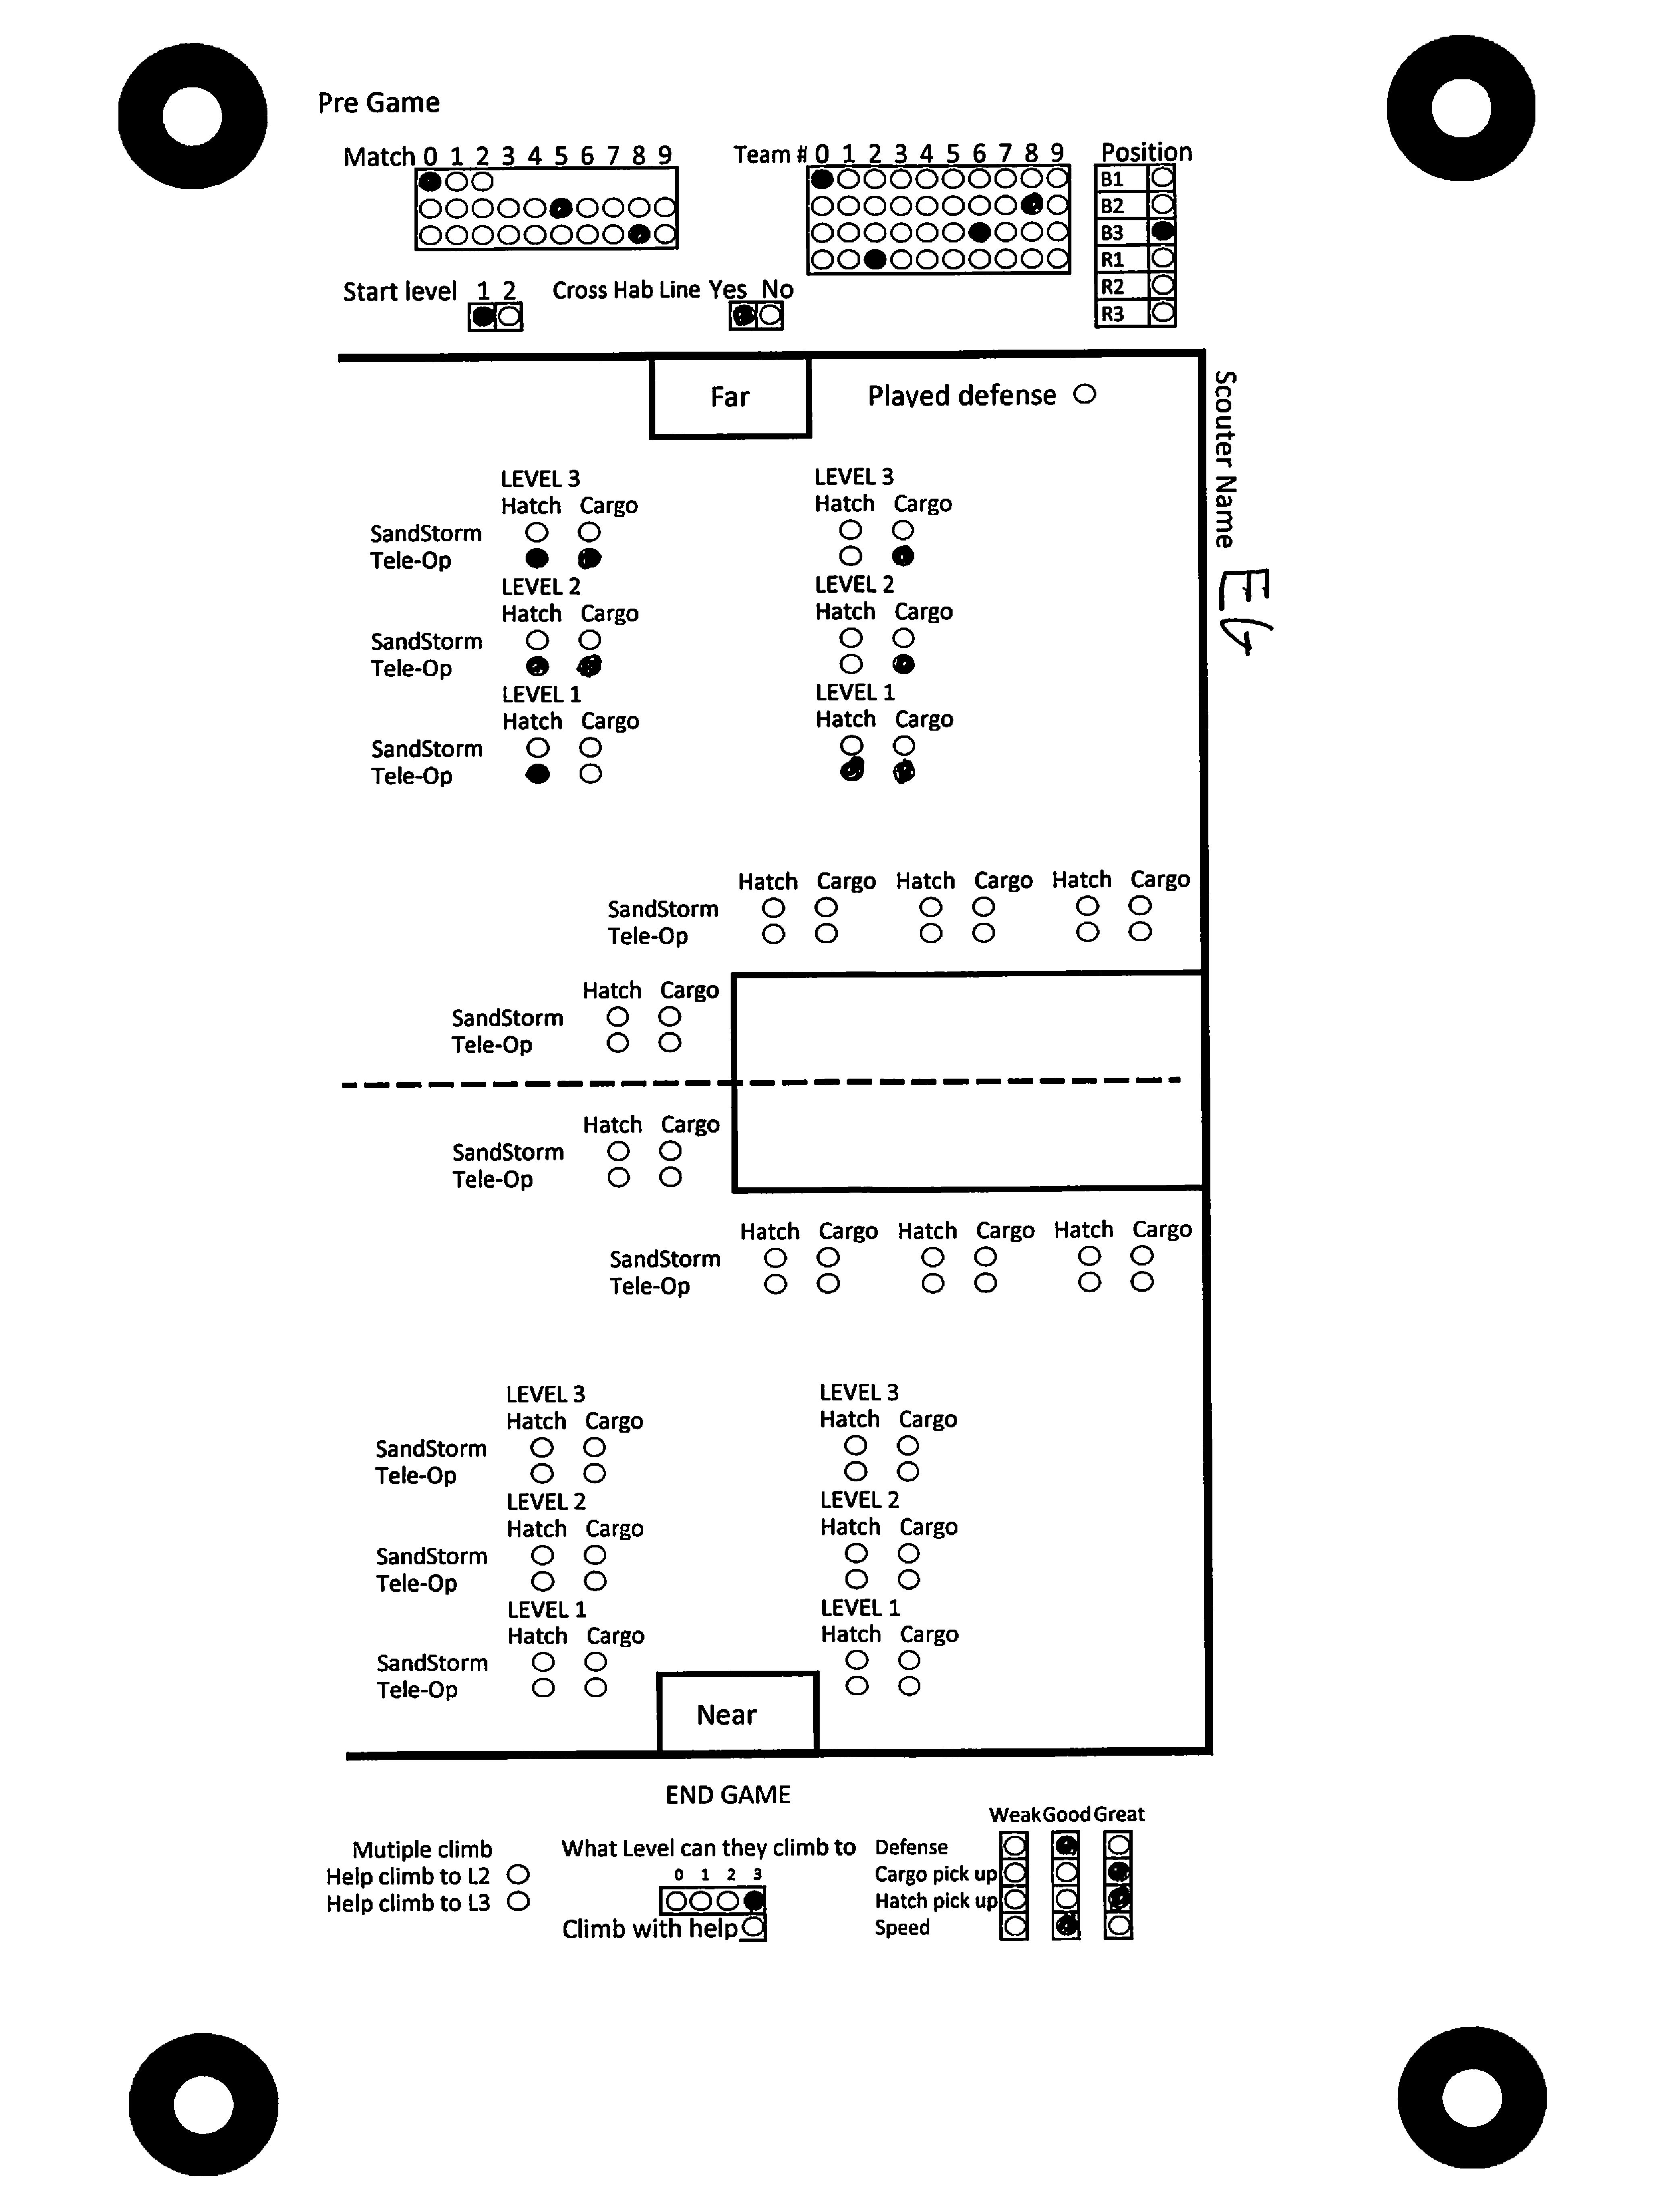 Pre Game
Match 0 1 2 3 4 5 6 7 8 9
Team # 0 1 2 3 4 5 6 7 8 9
Position
B1
B2
B3
R1
R2
R3
Start level 1 2
Cross Hab Line Yes No
Far
Played defense
Scouter Name EG
LEVEL 3 LEVEL 3
Hatch Cargo Hatch Cargo
SandStorm
Tele-Op
LEVEL 2 LEVEL 2
Hatch Cargo Hatch Cargo
SandStorm
Tele-Op
LEVEL 1 LEVEL 1
Hatch Cargo Hatch Cargo
SandStorm
Tele-Op
Hatch Cargo Hatch Cargo Hatch Cargo
SandStorm
Tele-Op
Hatch Cargo
SandStorm
Tele-Op
Hatch Cargo
SandStorm
Tele-Op
Hatch Cargo Hatch Cargo Hatch Cargo
SandStorm
Tele-Op
LEVEL 3 LEVEL 3
Hatch Cargo Hatch Cargo
SandStorm
Tele-Op
LEVEL 2 LEVEL 2
Hatch Cargo Hatch Cargo
SandStorm
Tele-Op
LEVEL 1 LEVEL 1
Hatch Cargo Hatch Cargo
SandStorm
Tele-Op
Near
END GAME
Mutiple climb
Help climb to L2
Help climb to L3
What Level can they climb to
0 1 2 3
Climb with help
Weak Good Great
Defense
Cargo pick up
Hatch pick up
Speed